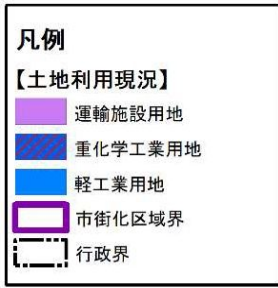 凡例
【土地利用現況】
運輸施設用地
重化学工業用地
軽工業用地
市街化区域界
行政界